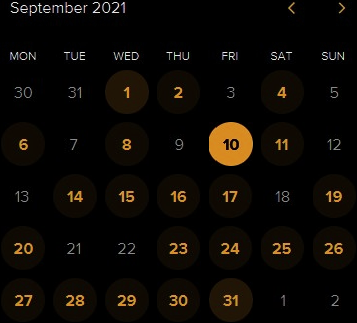 September 2021
MON TUE WED THU FRI SAT SUN
30 31 1 2 3 4 5
6 7 8 9 10 11 12
13 14 15 16 17 18 19
20 21 22 23 24 25 26
27 28 29 30 31 1 2